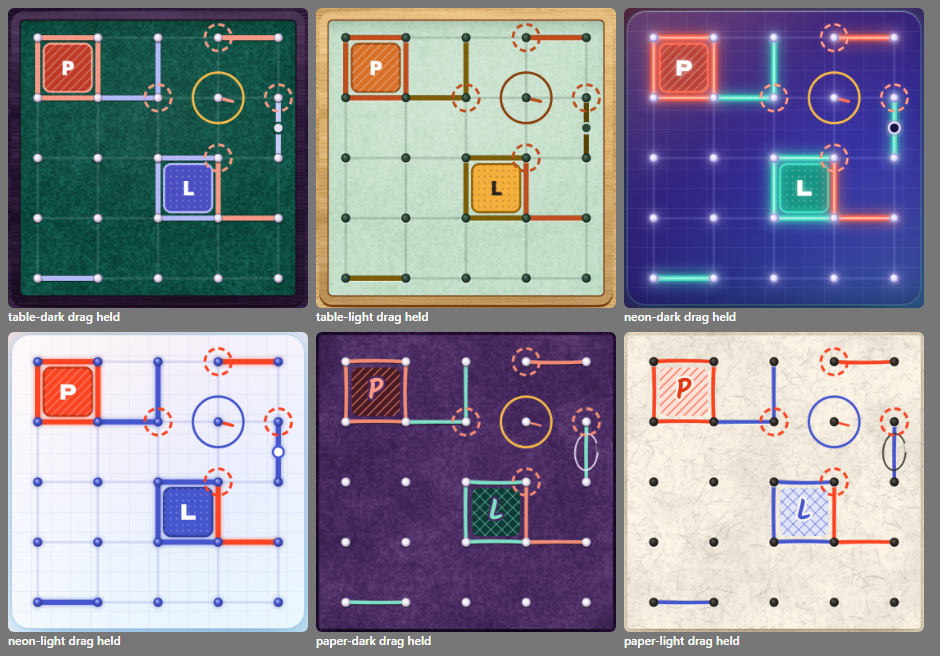 P
L
table-dark drag held
P
L
table-light drag held
P
L
neon-dark drag held
P
L
neon-light drag held
P
L
paper-dark drag held
P
L
paper-light drag held